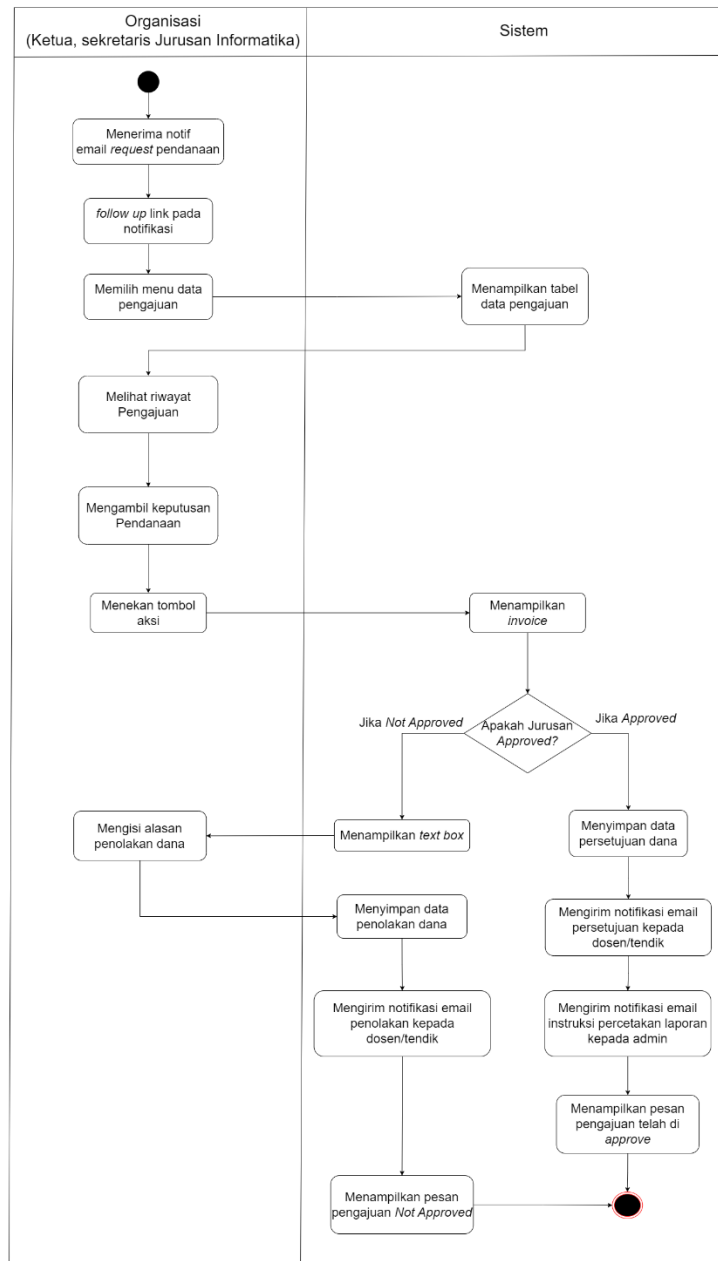 Organisasi
(Ketua, sekretaris Jurusan Informatika)
Sistem
Menerima notif
email request pendanaan
follow up link pada
notifikasi
Memilih menu data
pengajuan
Menampilkan tabel
data pengajuan
Melihat riwayat
Pengajuan
Mengambil keputusan
Pendanaan
Menekan tombol
aksi
Menampilkan
invoice
Apakah Jurusan
Approved?
Jika Not Approved
Jika Approved
Menampilkan text box
Mengisi alasan
penolakan dana
Menyimpan data
persetujuan dana
Menyimpan data
penolakan dana
Mengirim notifikasi email
persetujuan kepada
dosen/tendik
Mengirim notifikasi email
penolakan kepada
dosen/tendik
Mengirim notifikasi email
instruksi percetakan laporan
kepada admin
Menampilkan pesan
pengajuan telah di
approve
Menampilkan pesan
pengajuan Not Approved